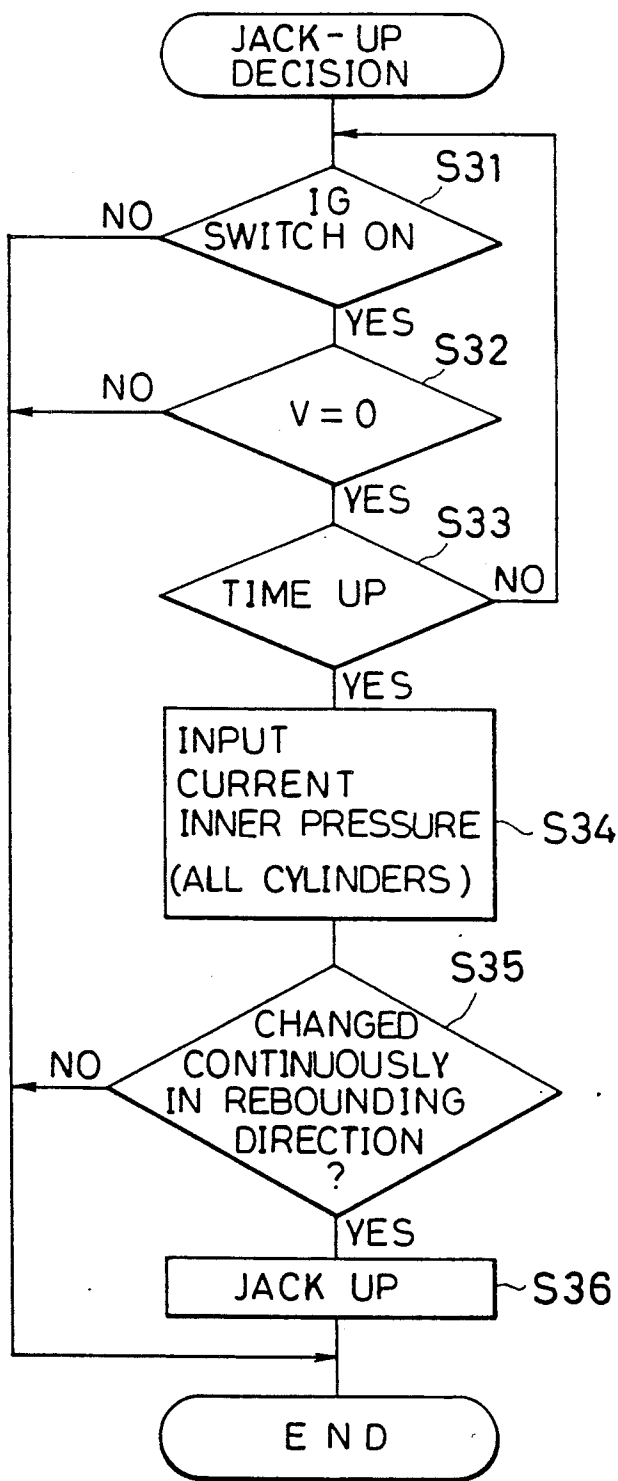 JACK-UP
DECISION
S31
NO
IG
SWITCH ON
YES
S32
NO
V = 0
YES
S33
TIME UP
NO
YES
INPUT
CURRENT
INNER PRESSURE
(ALL CYLINDERS)
S34
S35
NO
CHANGED
CONTINUOUSLY
IN REBOUNDING
DIRECTION
?
YES
JACK UP
S36
END